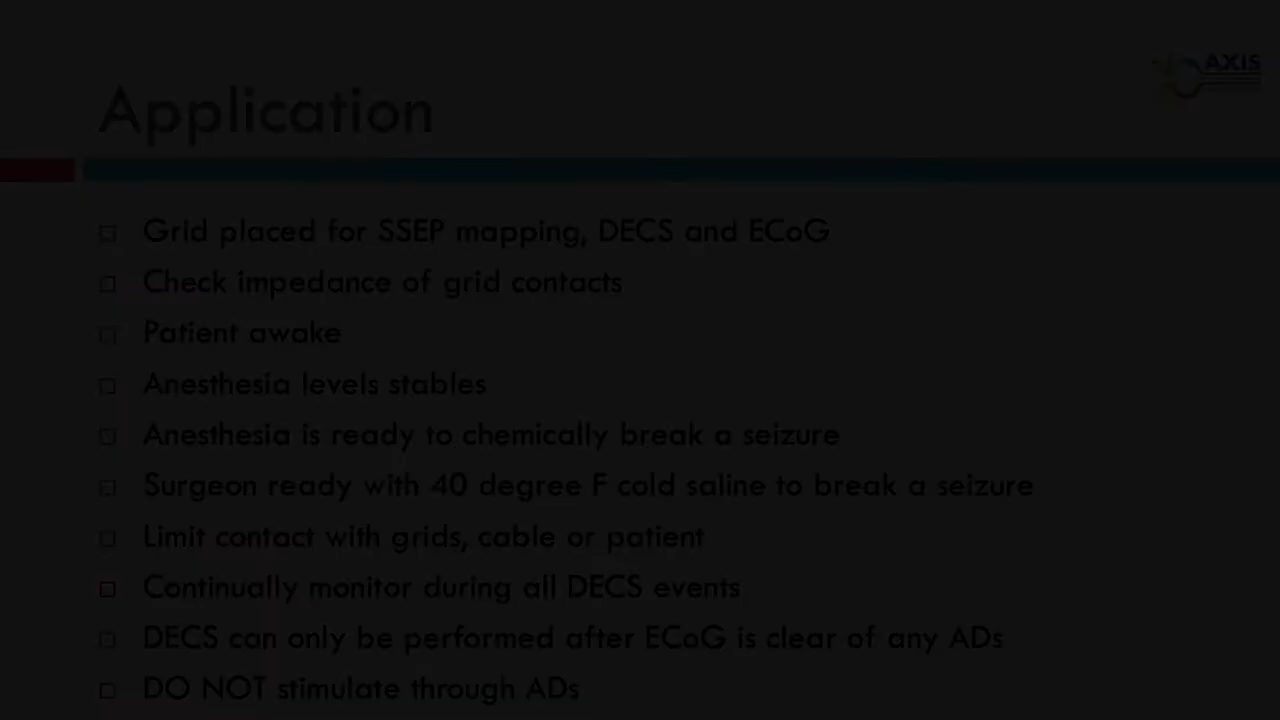 AXIS
Application
Grid placed for SSEP mapping, DECS and ECoG
Check impedance of grid contacts
Patient awake
Anesthesia levels stables
Anesthesia is ready to chemically break a seizure
Surgeon ready with 40 degree F cold saline to break a seizure
Limit contact with grids, cable or patient
Continually monitor during all DECS events
DECS can only be performed after ECoG is clear of any ADs
DO NOT stimulate through ADs